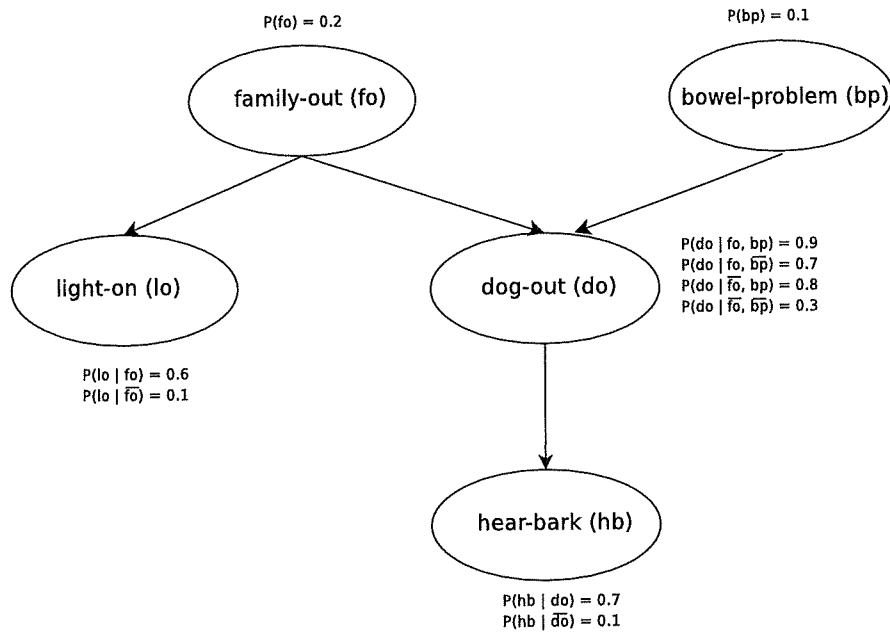 P(fo) = 0.2
P(bp) = 0.1
family-out (fo)
bowel-problem (bp)
light-on (lo)
dog-out (do)
P(do | fo, bp) = 0.9
P(do | fo, b̅p̅) = 0.7
P(do | f̅o̅, bp) = 0.8
P(do | f̅o̅, b̅p̅) = 0.3
P(lo | fo) = 0.6
P(lo | f̅o̅) = 0.1
hear-bark (hb)
P(hb | do) = 0.7
P(hb | d̅o̅) = 0.1